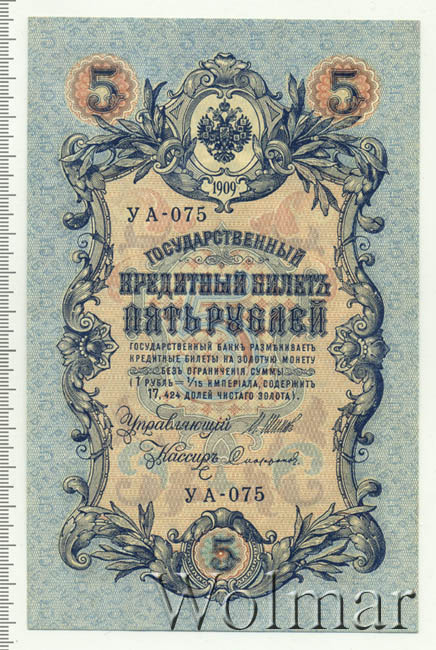 5 5
1909
УА-075
ГОСУДАРСТВЕННЫЙ
КРЕДИТНЫЙ БИЛЕТЪ
ПЯТЬ РУБЛЕЙ
ГОСУДАРСТВЕННЫЙ БАНКЪ РАЗМѢНИВАЕТЪ
КРЕДИТНЫЕ БИЛЕТЫ НА ЗОЛОТУЮ МОНЕТУ
БЕЗЪ ОГРАНИЧЕНІЯ СУММЫ
(1 РУБЛЬ = 1/15 ИМПЕРІАЛА, СОДЕРЖИТЪ
17,424 ДОЛЕЙ ЧИСТАГО ЗОЛОТА).
Управляющій
Кассиръ
УА-075
5
Wolmar